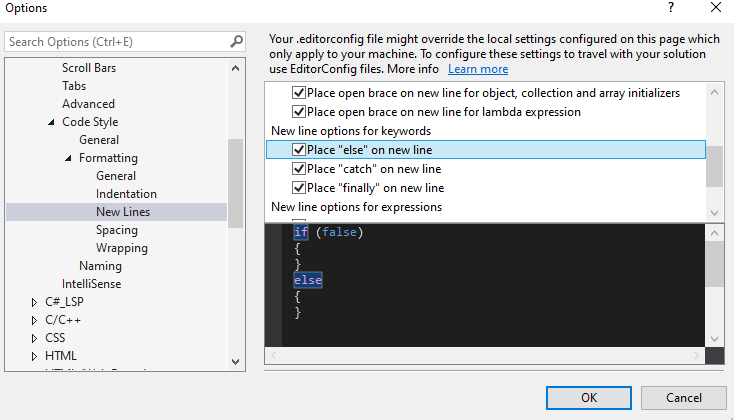 Options
Search Options (Ctrl+E)
Scroll Bars
Tabs
Advanced
Code Style
General
Formatting
General
Indentation
New Lines
Spacing
Wrapping
Naming
IntelliSense
C#_LSP
C/C++
CSS
HTML
Your .editorconfig file might override the local settings configured on this page which
only apply to your machine. To configure these settings to travel with your solution
use EditorConfig files. More info Learn more
Place open brace on new line for object, collection and array initializers
Place open brace on new line for lambda expression
New line options for keywords
Place "else" on new line
Place "catch" on new line
Place "finally" on new line
New line options for expressions
if (false)
{
}
else
{
}
OK
Cancel